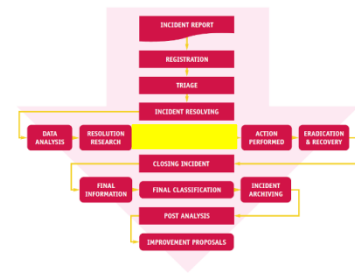 INCIDENT REPORT
REGISTRATION
TRIAGE
INCIDENT RESOLVING
DATA
ANALYSIS
RESOLUTION
RESEARCH
ACTION
PERFORMED
ERADICATION
& RECOVERY
CLOSING INCIDENT
FINAL
INFORMATION
FINAL CLASSIFICATION
INCIDENT
ARCHIVING
POST ANALYSIS
IMPROVEMENT PROPOSALS